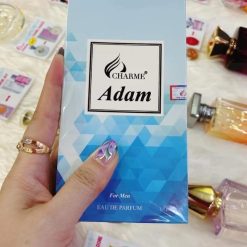 CHARME
Adam
For Men
EAU DE PARFUM